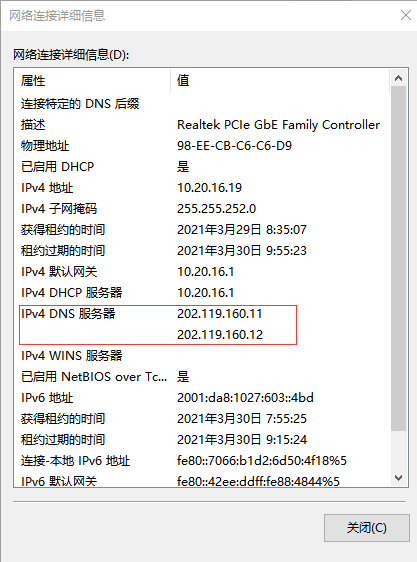 网络连接详细信息
网络连接详细信息(D):
属性 值
连接特定的 DNS 后缀
描述 Realtek PCIe GbE Family Controller
物理地址 98-EE-CB-C6-C6-D9
已启用 DHCP 是
IPv4 地址 10.20.16.19
IPv4 子网掩码 255.255.252.0
获得租约的时间 2021年3月29日 8:35:07
租约过期的时间 2021年3月30日 9:55:23
IPv4 默认网关 10.20.16.1
IPv4 DHCP 服务器 10.20.16.1
IPv4 DNS 服务器 202.119.160.11
202.119.160.12
IPv4 WINS 服务器
已启用 NetBIOS over Tc... 是
IPv6 地址 2001:da8:1027:603::4bd
获得租约的时间 2021年3月30日 7:55:25
租约过期的时间 2021年3月30日 9:15:24
连接-本地 IPv6 地址 fe80::7066:b1d2:6d50:4f18%5
IPv6 默认网关 fe80::42ee:ddff:fe88:4844%5
关闭(C)